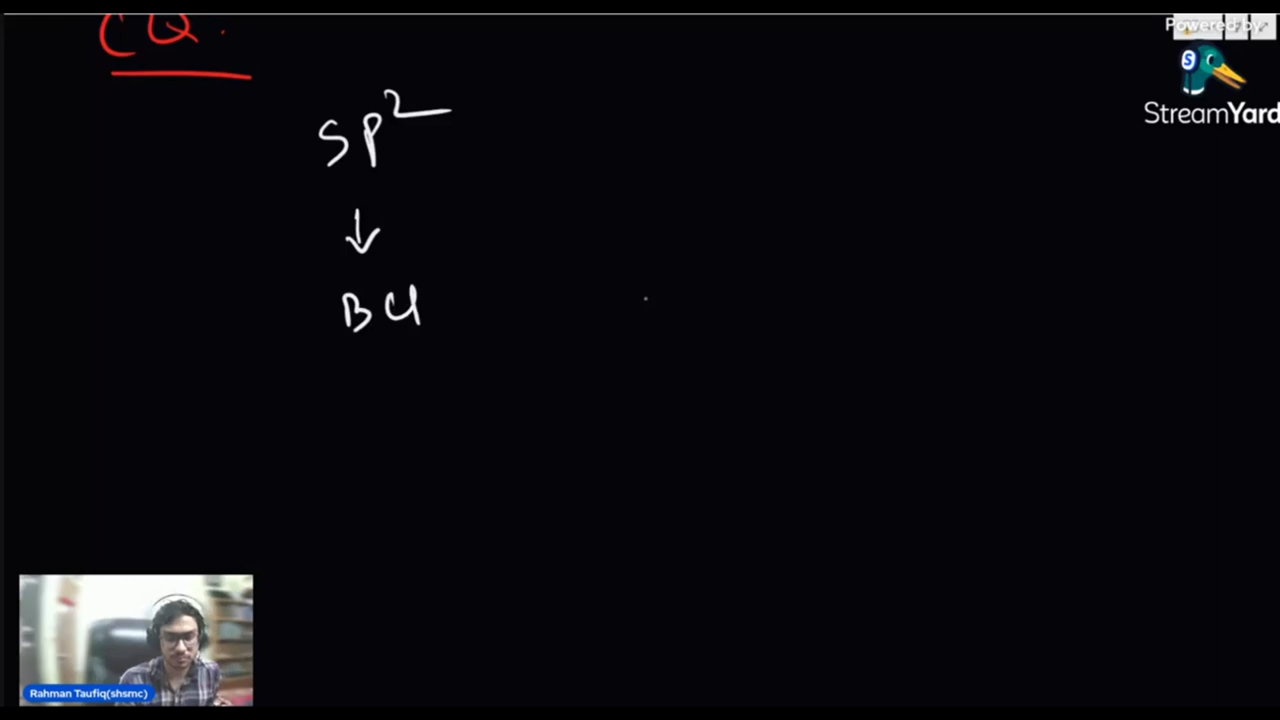 CQ.
Powered by
StreamYard
SP²
↓
BCl
Rahman Taufiq(shsmc)